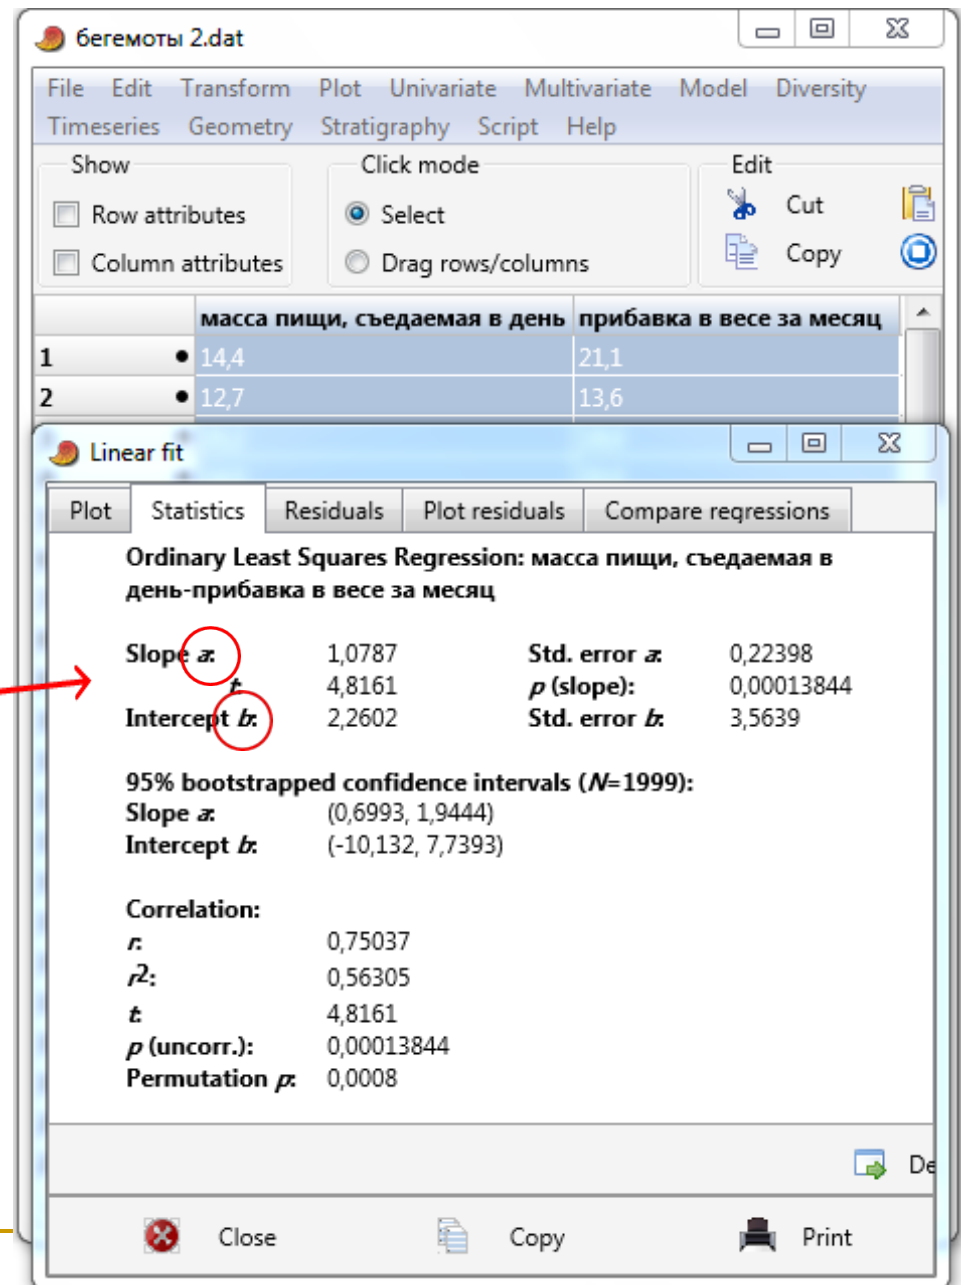 бегемоты 2.dat
File Edit Transform Plot Univariate Multivariate Model Diversity
Timeseries Geometry Stratigraphy Script Help
Show Click mode Edit
Row attributes Select Cut
Column attributes Drag rows/columns Copy
масса пищи, съедаемая в день прибавка в весе за месяц
1 14,4 21,1
2 12,7 13,6
Linear fit
Plot Statistics Residuals Plot residuals Compare regressions
Ordinary Least Squares Regression: масса пищи, съедаемая в
день-прибавка в весе за месяц
Slope a: 1,0787 Std. error a: 0,22398
t: 4,8161 p (slope): 0,00013844
Intercept b: 2,2602 Std. error b: 3,5639
95% bootstrapped confidence intervals (N=1999):
Slope a: (0,6993, 1,9444)
Intercept b: (-10,132, 7,7393)
Correlation:
r: 0,75037
r2: 0,56305
t: 4,8161
p (uncorr.): 0,00013844
Permutation p: 0,0008
De
Close Copy Print